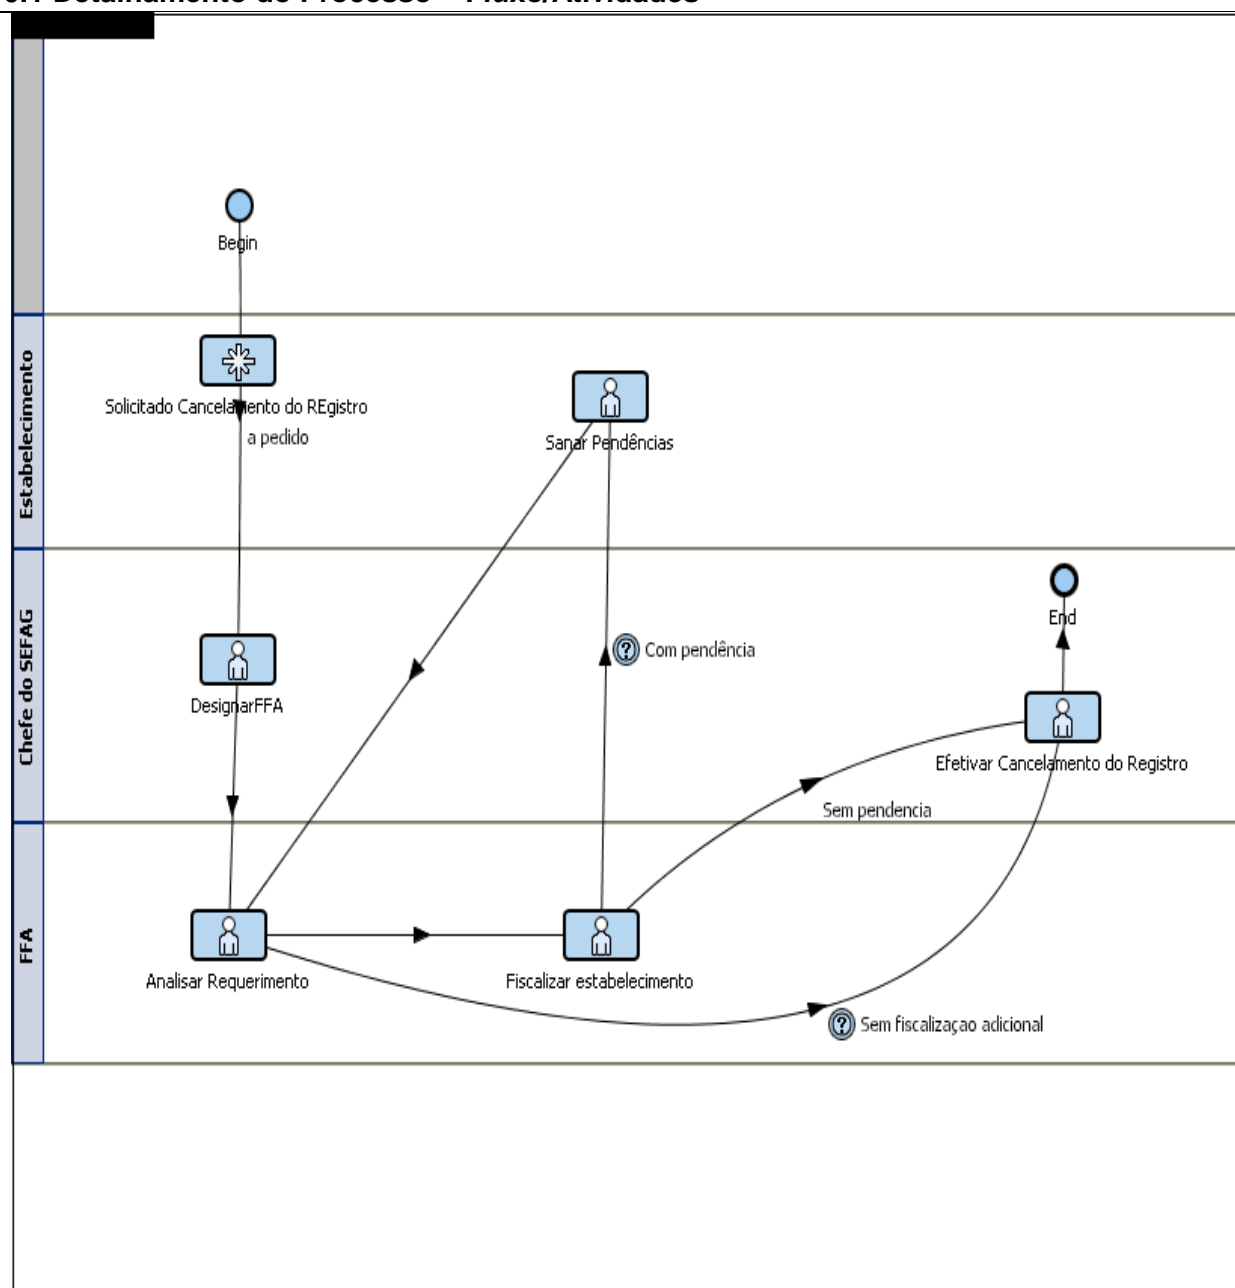 Detalhamento do Processo – Fluxo/Atividades
Begin
Estabelecimento
Solicitado Cancelamento do REgistro
a pedido
Sanar Pendências
Chefe do SEFAG
End
Com pendência
DesignarFFA
Efetivar Cancelamento do Registro
Sem pendencia
FFA
Analisar Requerimento
Fiscalizar estabelecimento
Sem fiscalizaçao adicional